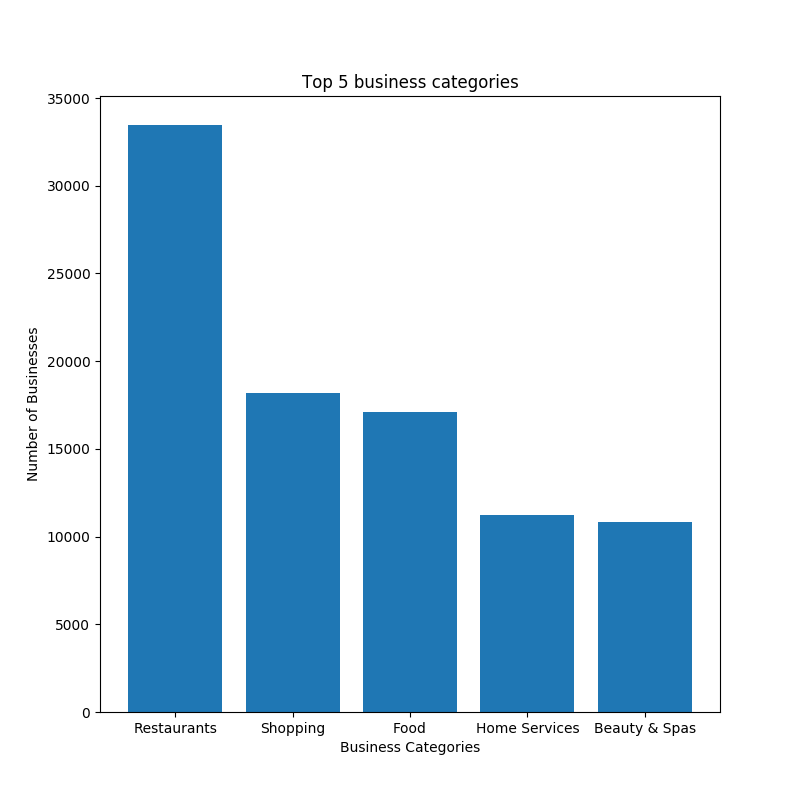 Top 5 business categories
35000
30000
25000
20000
15000
10000
5000
0
Number of Businesses
Restaurants Shopping Food Home Services Beauty & Spas
Business Categories